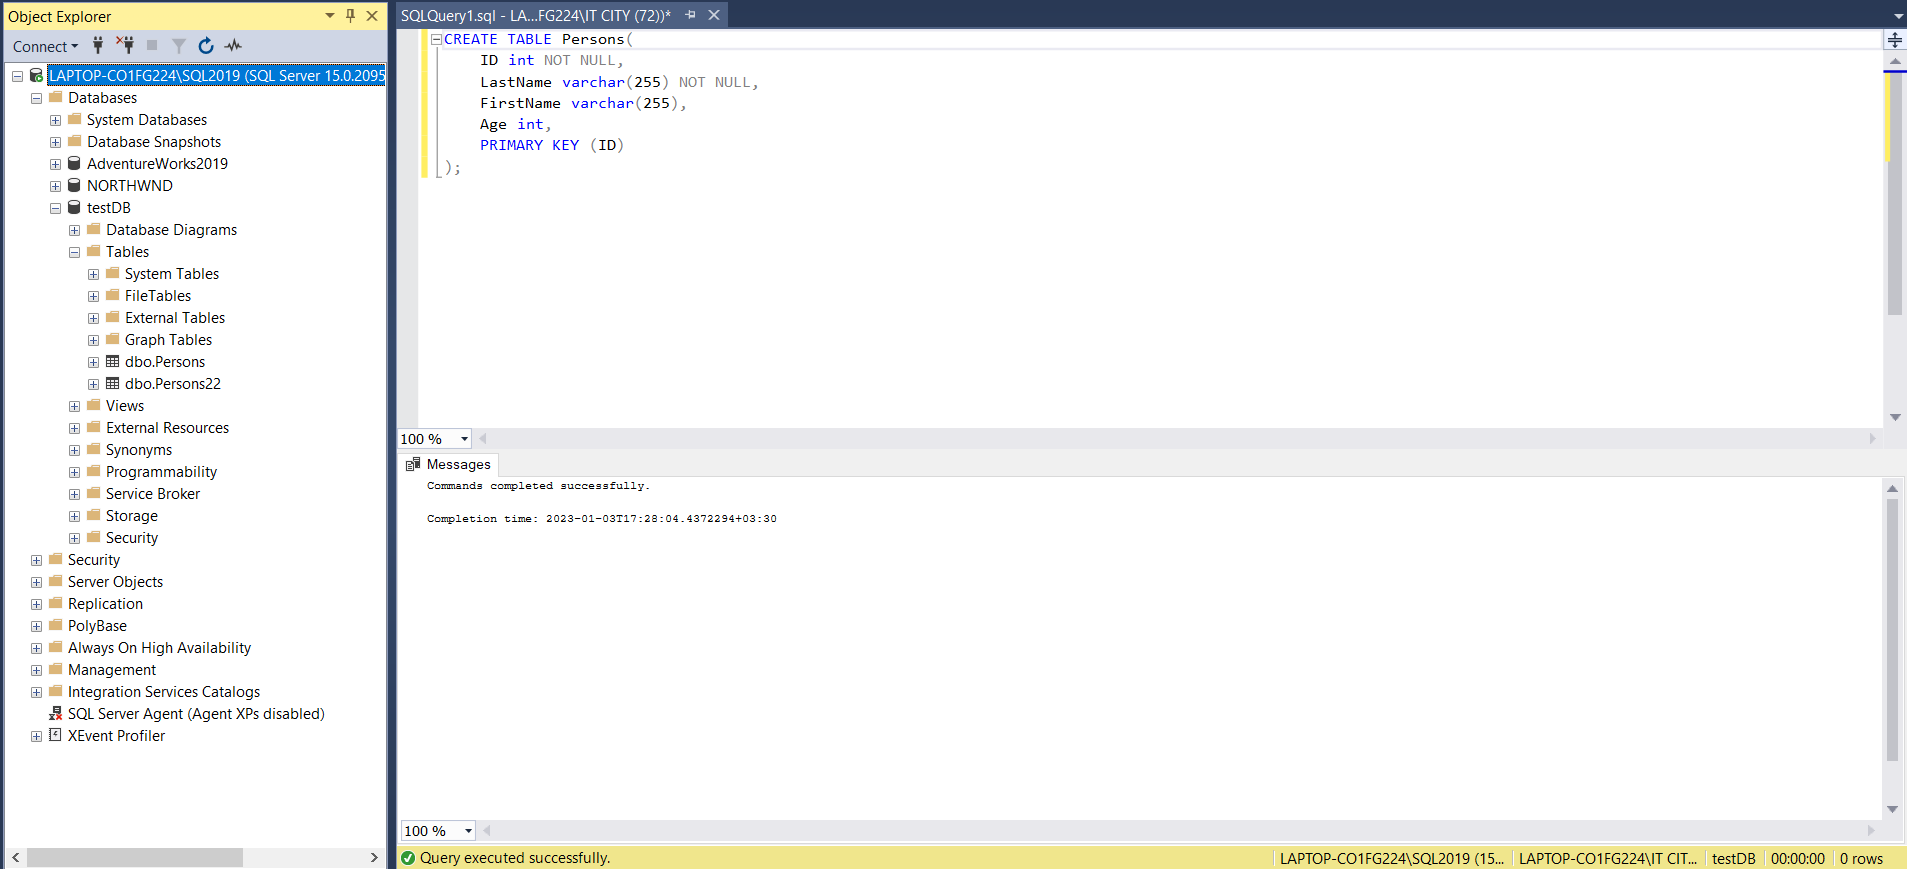 Object Explorer
Connect
LAPTOP-CO1FG224\SQL2019 (SQL Server 15.0.2095
Databases
System Databases
Database Snapshots
AdventureWorks2019
NORTHWND
testDB
Database Diagrams
Tables
System Tables
FileTables
External Tables
Graph Tables
dbo.Persons
dbo.Persons22
Views
External Resources
Synonyms
Programmability
Service Broker
Storage
Security
Security
Server Objects
Replication
PolyBase
Always On High Availability
Management
Integration Services Catalogs
SQL Server Agent (Agent XPs disabled)
XEvent Profiler
SQLQuery1.sql - LA...FG224\IT CITY (72))*
CREATE TABLE Persons(
ID int NOT NULL,
LastName varchar(255) NOT NULL,
FirstName varchar(255),
Age int,
PRIMARY KEY (ID)
);
100 %
Messages
Commands completed successfully.
Completion time: 2023-01-03T17:28:04.4372294+03:30
100 %
Query executed successfully.
LAPTOP-CO1FG224\SQL2019 (15... LAPTOP-CO1FG224\IT CIT... testDB 00:00:00 0 rows